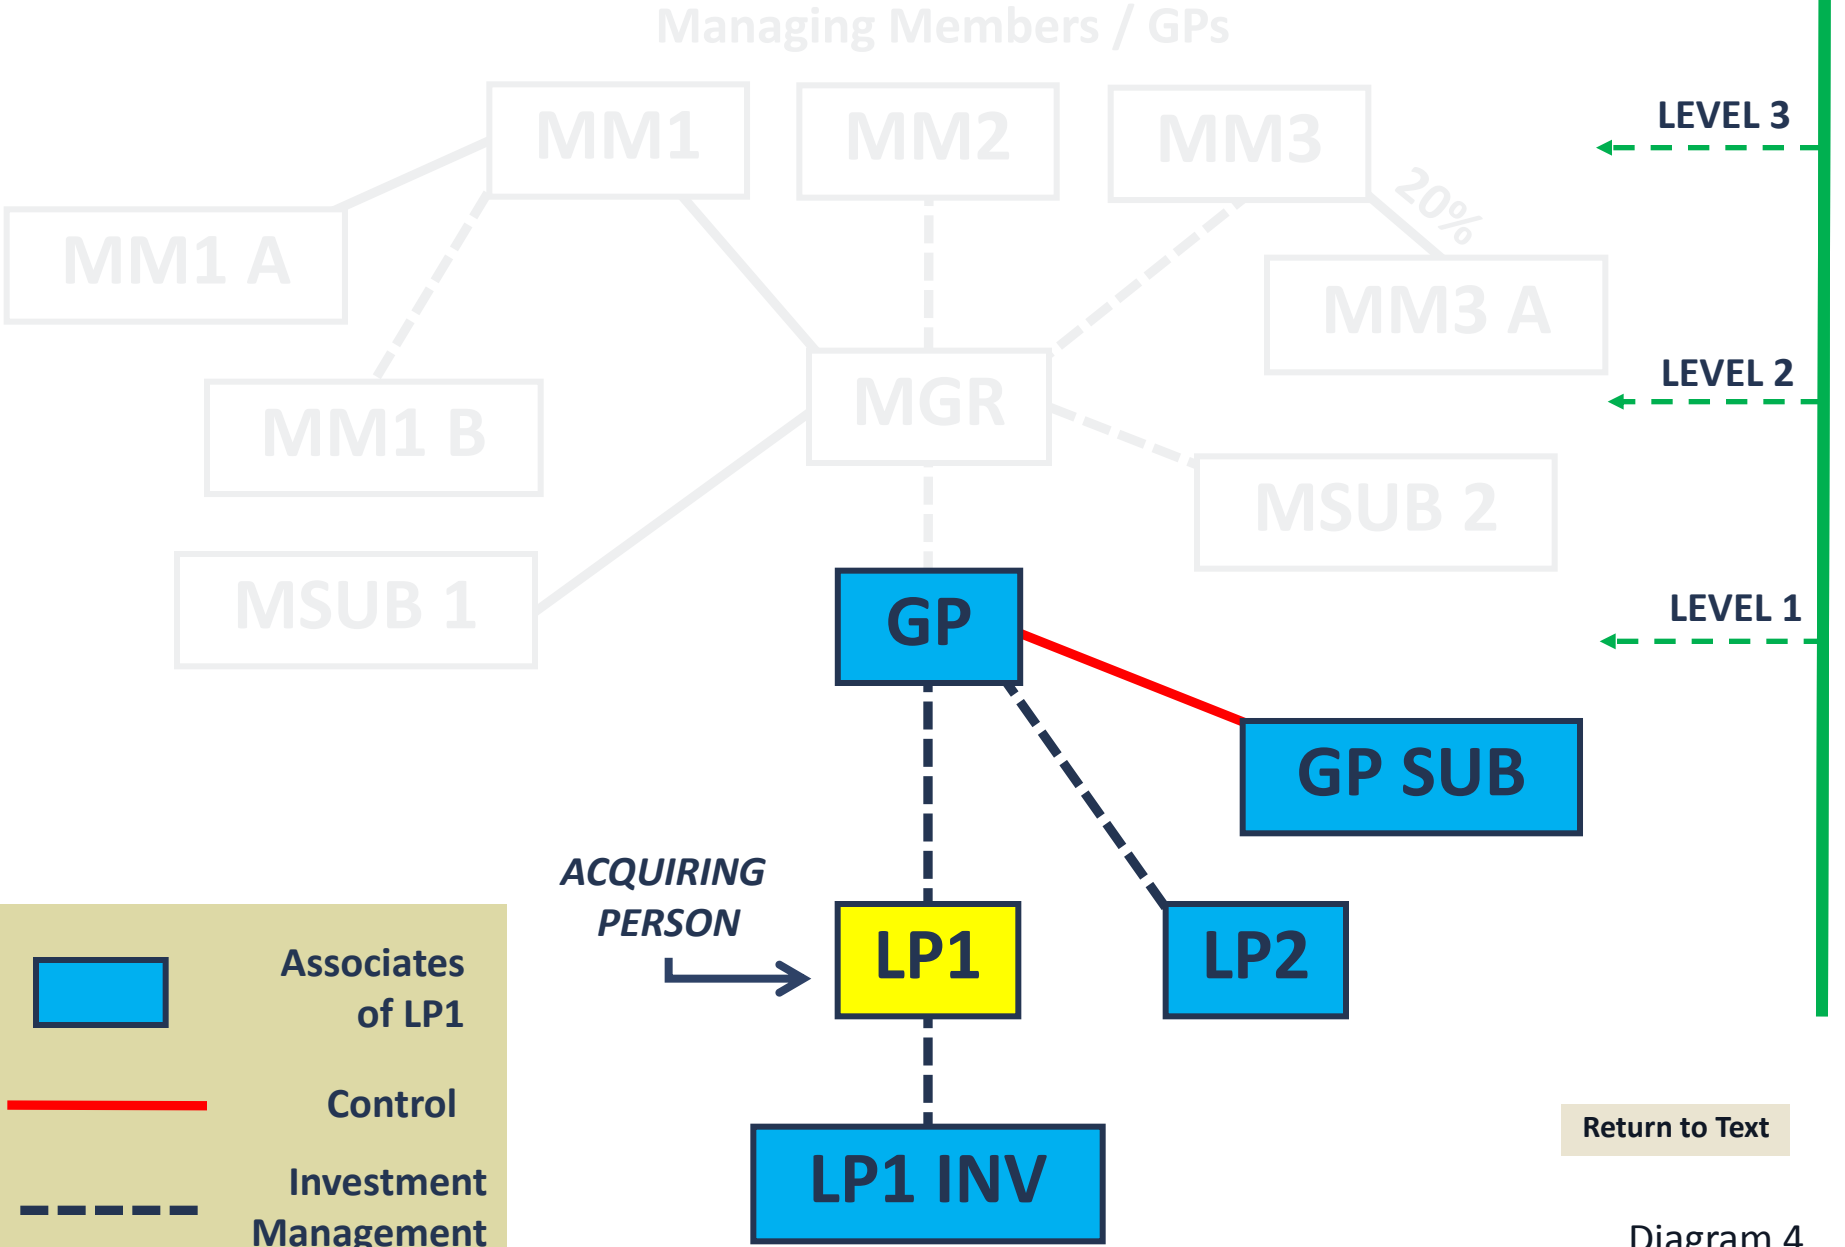 Managing Members / GPs
LEVEL 3
MM1
MM2
MM3
20%
MM1 A
MM3 A
LEVEL 2
MGR
MM1 B
MSUB 2
MSUB 1
GP
LEVEL 1
GP SUB
ACQUIRING
PERSON
LP1
LP2
Associates
of LP1
Control
Investment
Management
LP1 INV
Return to Text
Diagram 4